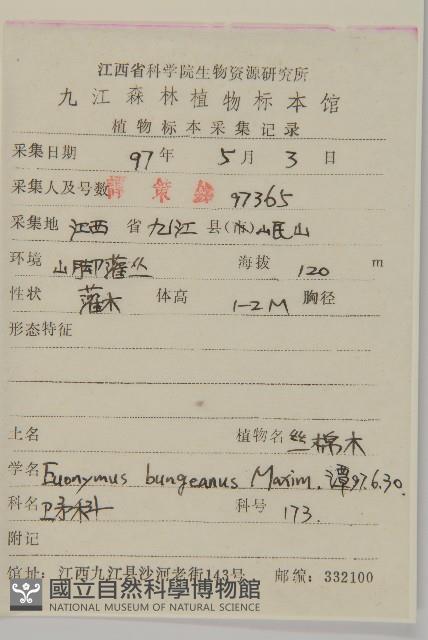 江西省科学院生物资源研究所
九江森林植物标本馆
植物标本采集记录
采集日期 97年 5月 3日
采集人及号数 譚策銘 97365
采集地 江西 省 九江 县(市) 岷山
环境 山脚灌丛 海拔 120 m
性状 灌木 体高 1-2M 胸径
形态特征
土名 植物名 丝棉木
学名 Euonymus bungeanus Maxim. 潭97.6.30.
科名 卫矛科 科号 173.
附记
馆址:江西九江县沙河老街143号 邮编:332100
國立自然科學博物館
NATIONAL MUSEUM OF NATURAL SCIENCE